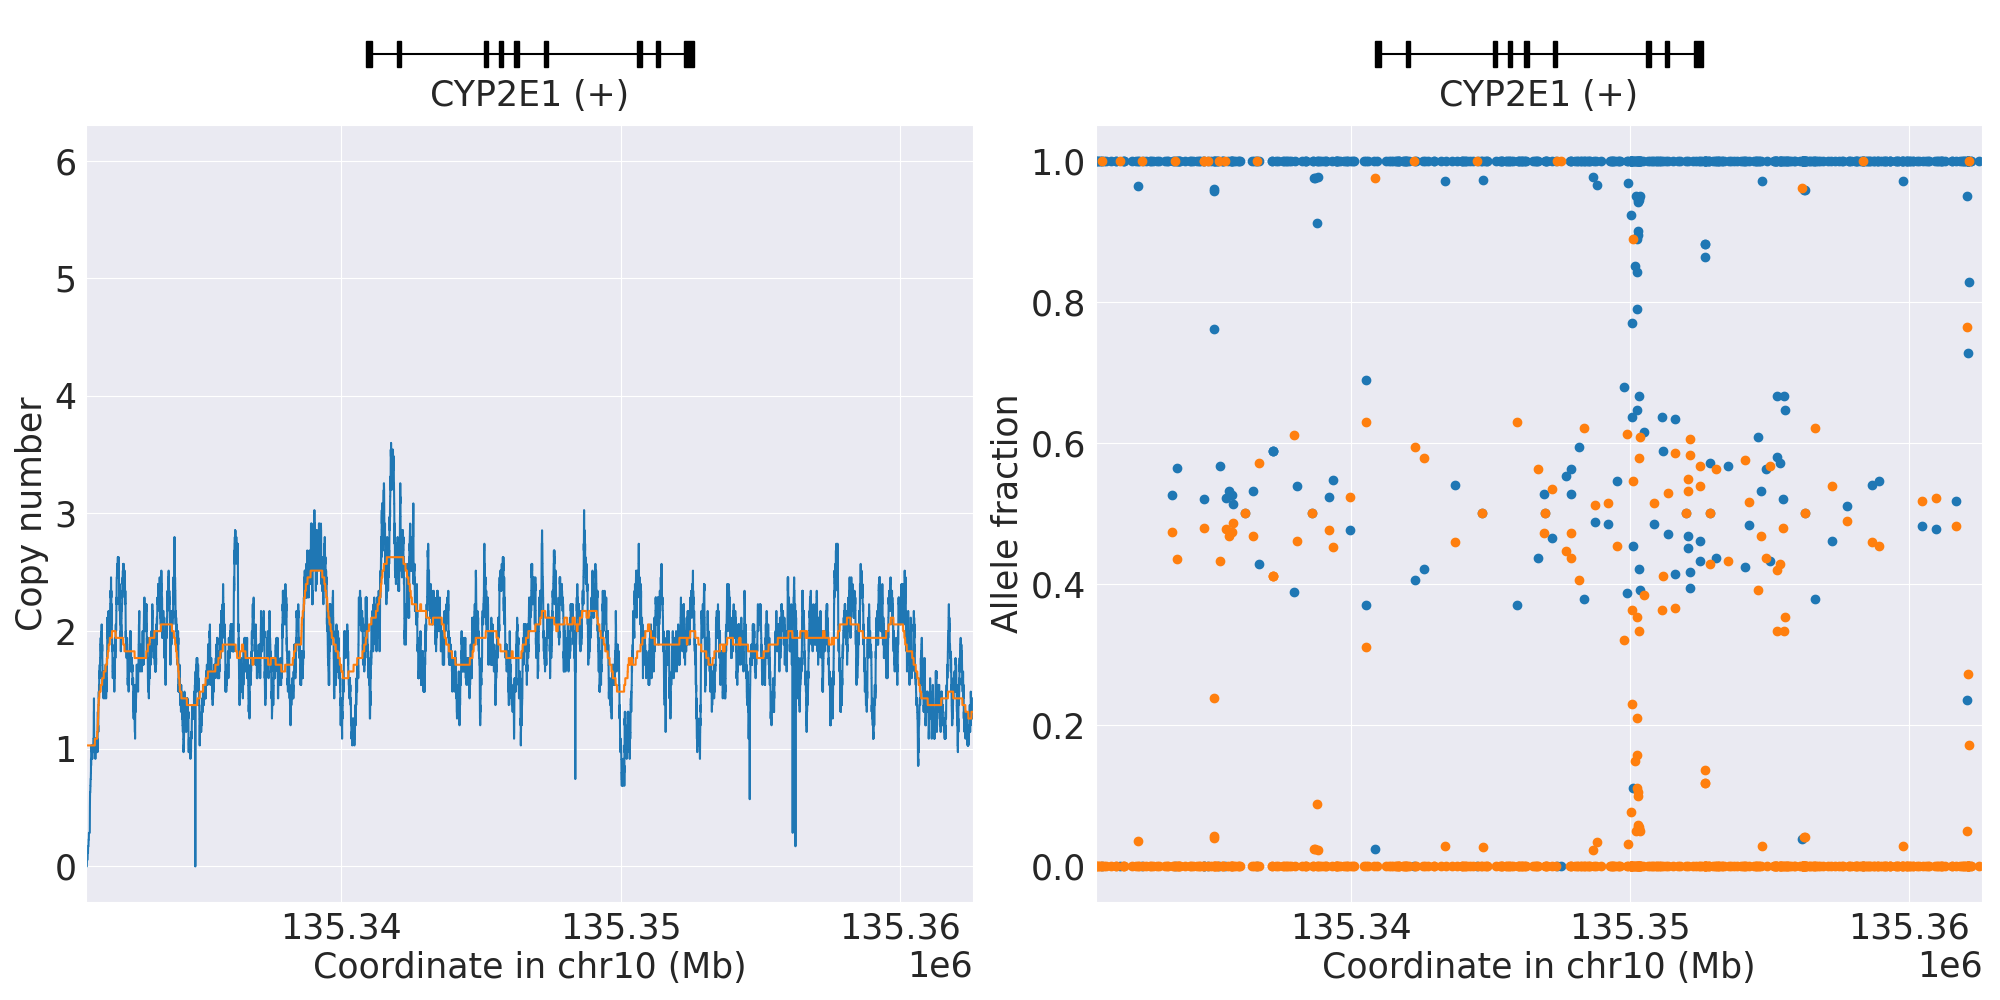 CYP2E1 (+)
6
5
4
3
2
1
0
Copy number
135.34 135.35 135.36
Coordinate in chr10 (Mb)
1e6
CYP2E1 (+)
1.0
0.8
0.6
0.4
0.2
0.0
Allele fraction
135.34 135.35 135.36
Coordinate in chr10 (Mb)
1e6